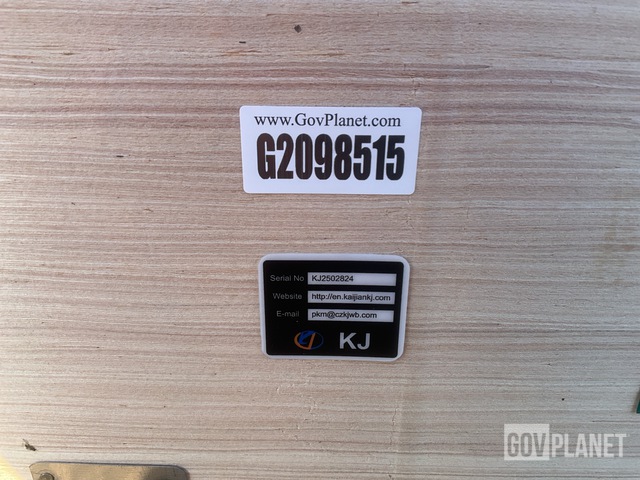 www.GovPlanet.com
G2098515
Serial No KJ2502824
Website http://en.kaijiankj.com
E-mail pkm@czkjwb.com
KJ
GOVPLANET